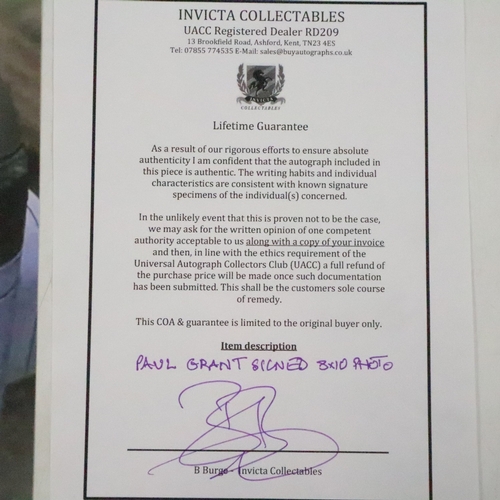 INVICTA COLLECTABLES
UACC Registered Dealer RD209
13 Brookfield Road, Ashford, Kent, TN23 4ES
Tel: 07855 774535 E-Mail: sales@buyautographs.co.uk
INVICTA
COLLECTABLES
Lifetime Guarantee
As a result of our rigorous efforts to ensure absolute
authenticity I am confident that the autograph included in
this piece is authentic. The writing habits and individual
characteristics are consistent with known signature
specimens of the individual(s) concerned.
In the unlikely event that this is proven not to be the case,
we may ask for the written opinion of one competent
authority acceptable to us along with a copy of your invoice
and then, in line with the ethics requirement of the
Universal Autograph Collectors Club (UACC) a full refund of
the purchase price will be made once such documentation
has been submitted. This shall be the customers sole course
of remedy.
This COA & guarantee is limited to the original buyer only.
Item description
PAUL GRANT SIGNED 8X10 PHOTO
B Burge - Invicta Collectables